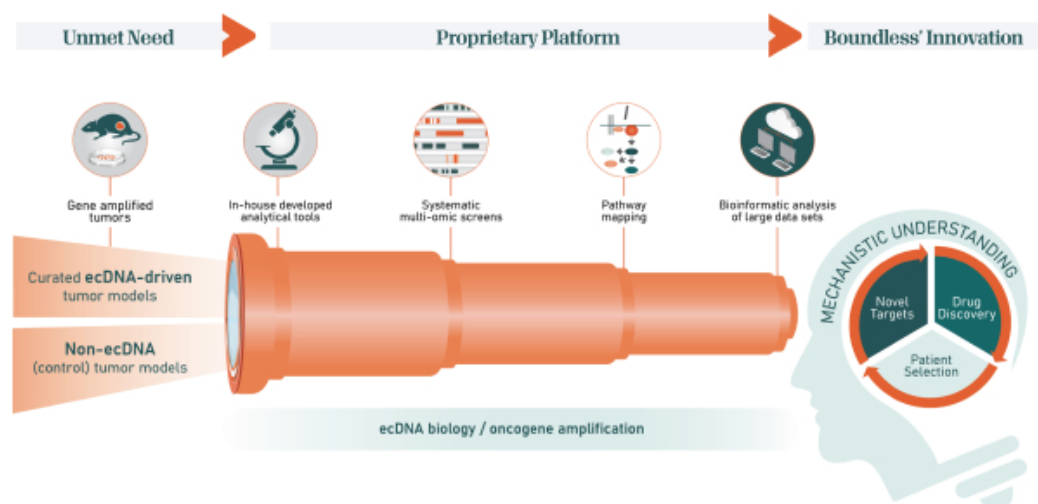 Unmet Need
Proprietary Platform
Boundless' Innovation
Gene amplified
tumors
In-house developed
analytical tools
Systematic
multi-omic screens
Pathway
mapping
Bioinformatic analysis
of large data sets
Curated ecDNA-driven
tumor models
Non-ecDNA
(control) tumor models
MECHANISTIC UNDERSTANDING
Novel
Targets
Drug
Discovery
Patient
Selection
ecDNA biology / oncogene amplification